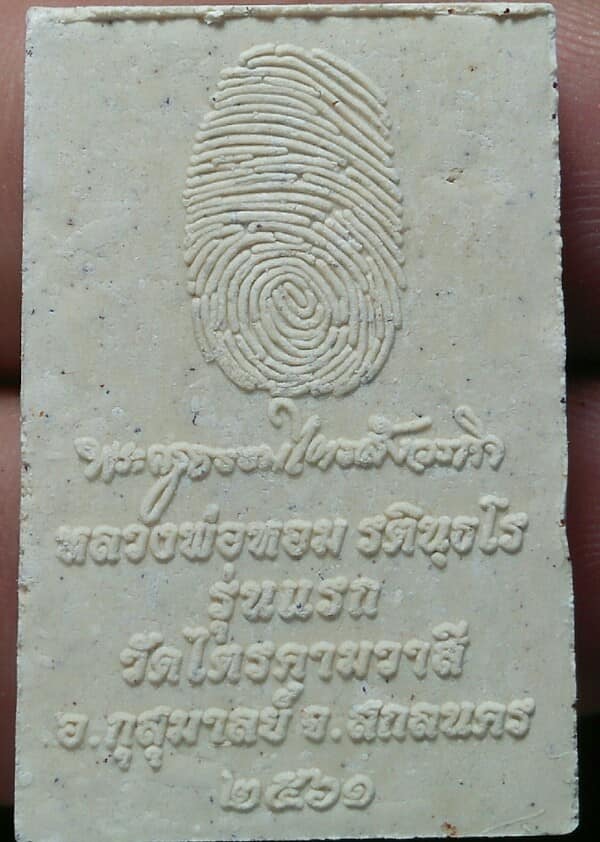 หลวงพ่อหอม รตินฺธโร
รุ่นแรก
วัดไตรคามวาสี
อ.กุสุมาลย์ จ.สกลนคร
๒๕๖๑